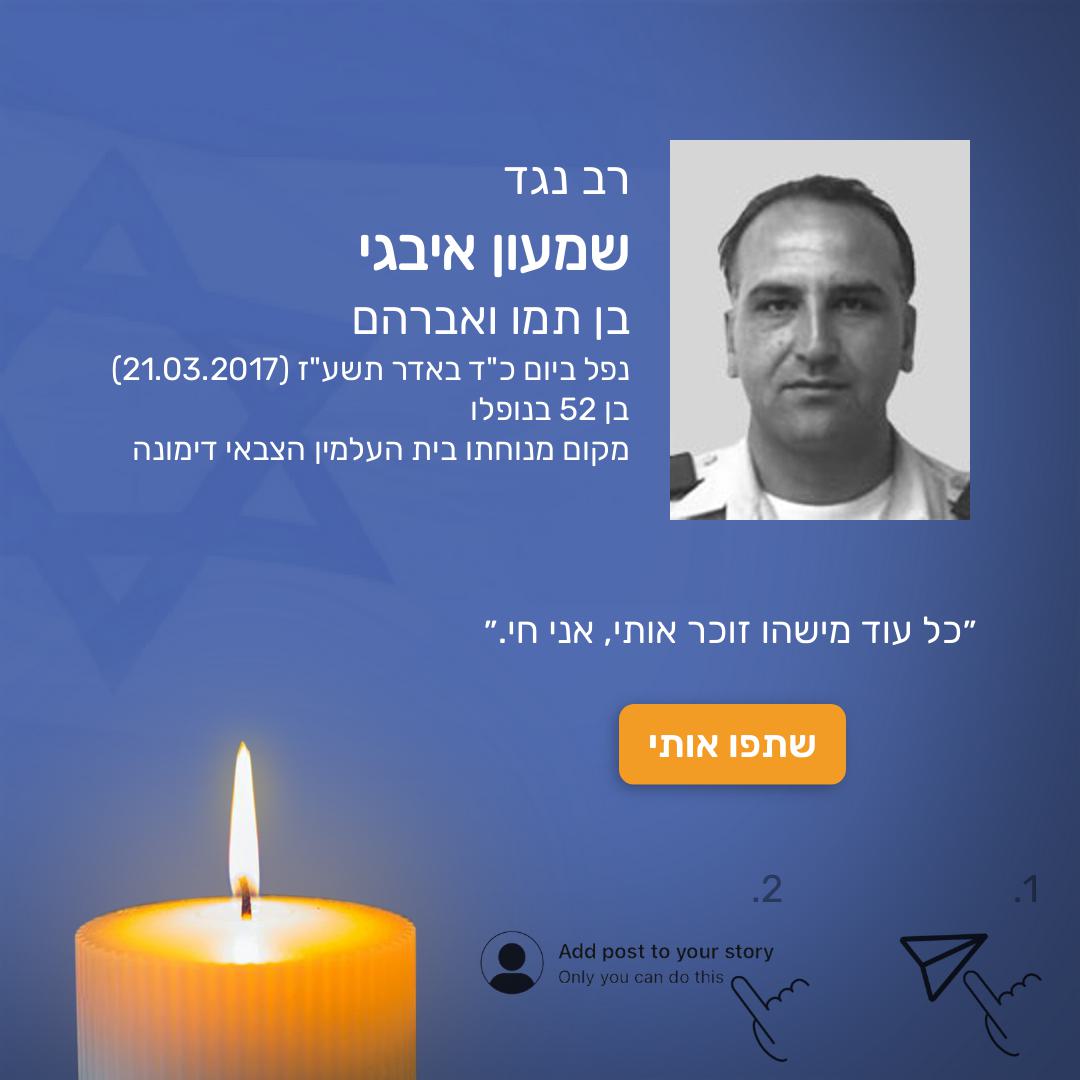 רב נגד
שמעון איבגי
בן תמו ואברהם
נפל ביום כ"ד באדר תשע"ז (21.03.2017)
בן 52 בנופלו
מקום מנוחתו בית העלמין הצבאי דימונה
״כל עוד מישהו זוכר אותי, אני חי.״
שתפו אותי
.1
.2
Add post to your story
Only you can do this